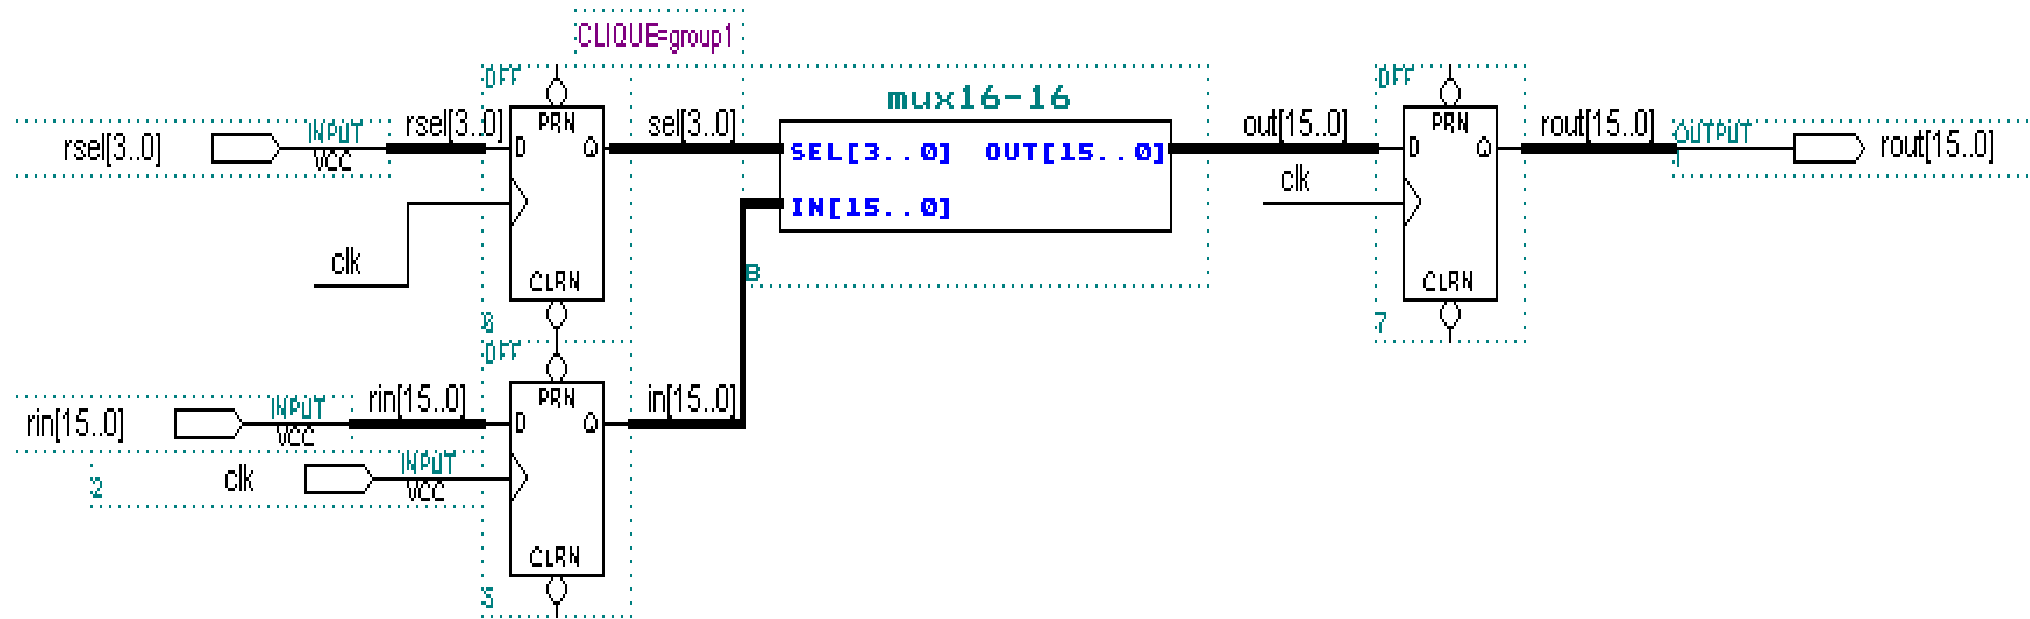 CLIQUE=group1
DFF
DFF
mux16-16
rsel[3..0]
INPUT
VCC
rsel[3..0]
PRN
D
Q
CLRN
sel[3..0]
SEL[3..0] OUT[15..0]
IN[15..0]
out[15..0]
PRN
D
Q
CLRN
rout[15..0]
OUTPUT
rout[15..0]
clk
clk
B
7
DFF
rin[15..0]
INPUT
VCC
rin[15..0]
PRN
D
Q
CLRN
in[15..0]
2
clk
INPUT
VCC